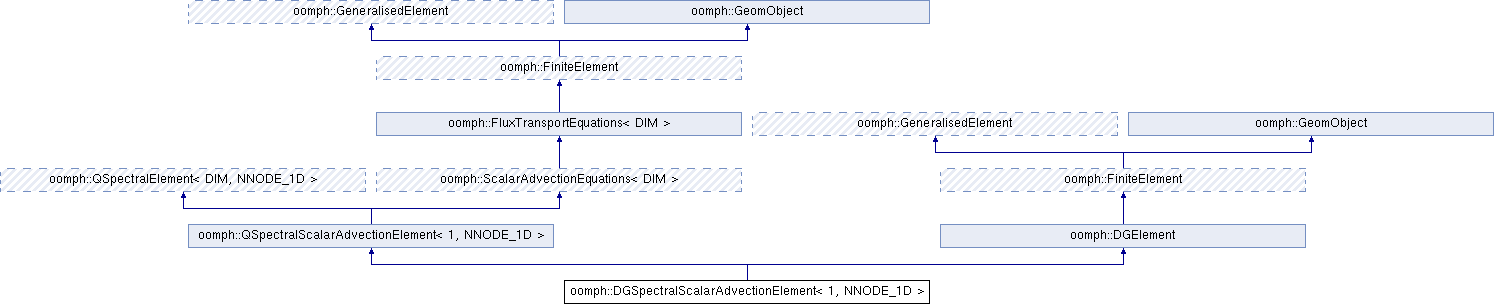 oomph::GeneralisedElement
oomph::GeomObject
oomph::FiniteElement
oomph::FluxTransportEquations< DIM >
oomph::GeneralisedElement
oomph::GeomObject
oomph::QSpectralElement< DIM, NNODE_1D >
oomph::ScalarAdvectionEquations< DIM >
oomph::FiniteElement
oomph::QSpectralScalarAdvectionElement< 1, NNODE_1D >
oomph::DGElement
oomph::DGSpectralScalarAdvectionElement< 1, NNODE_1D >